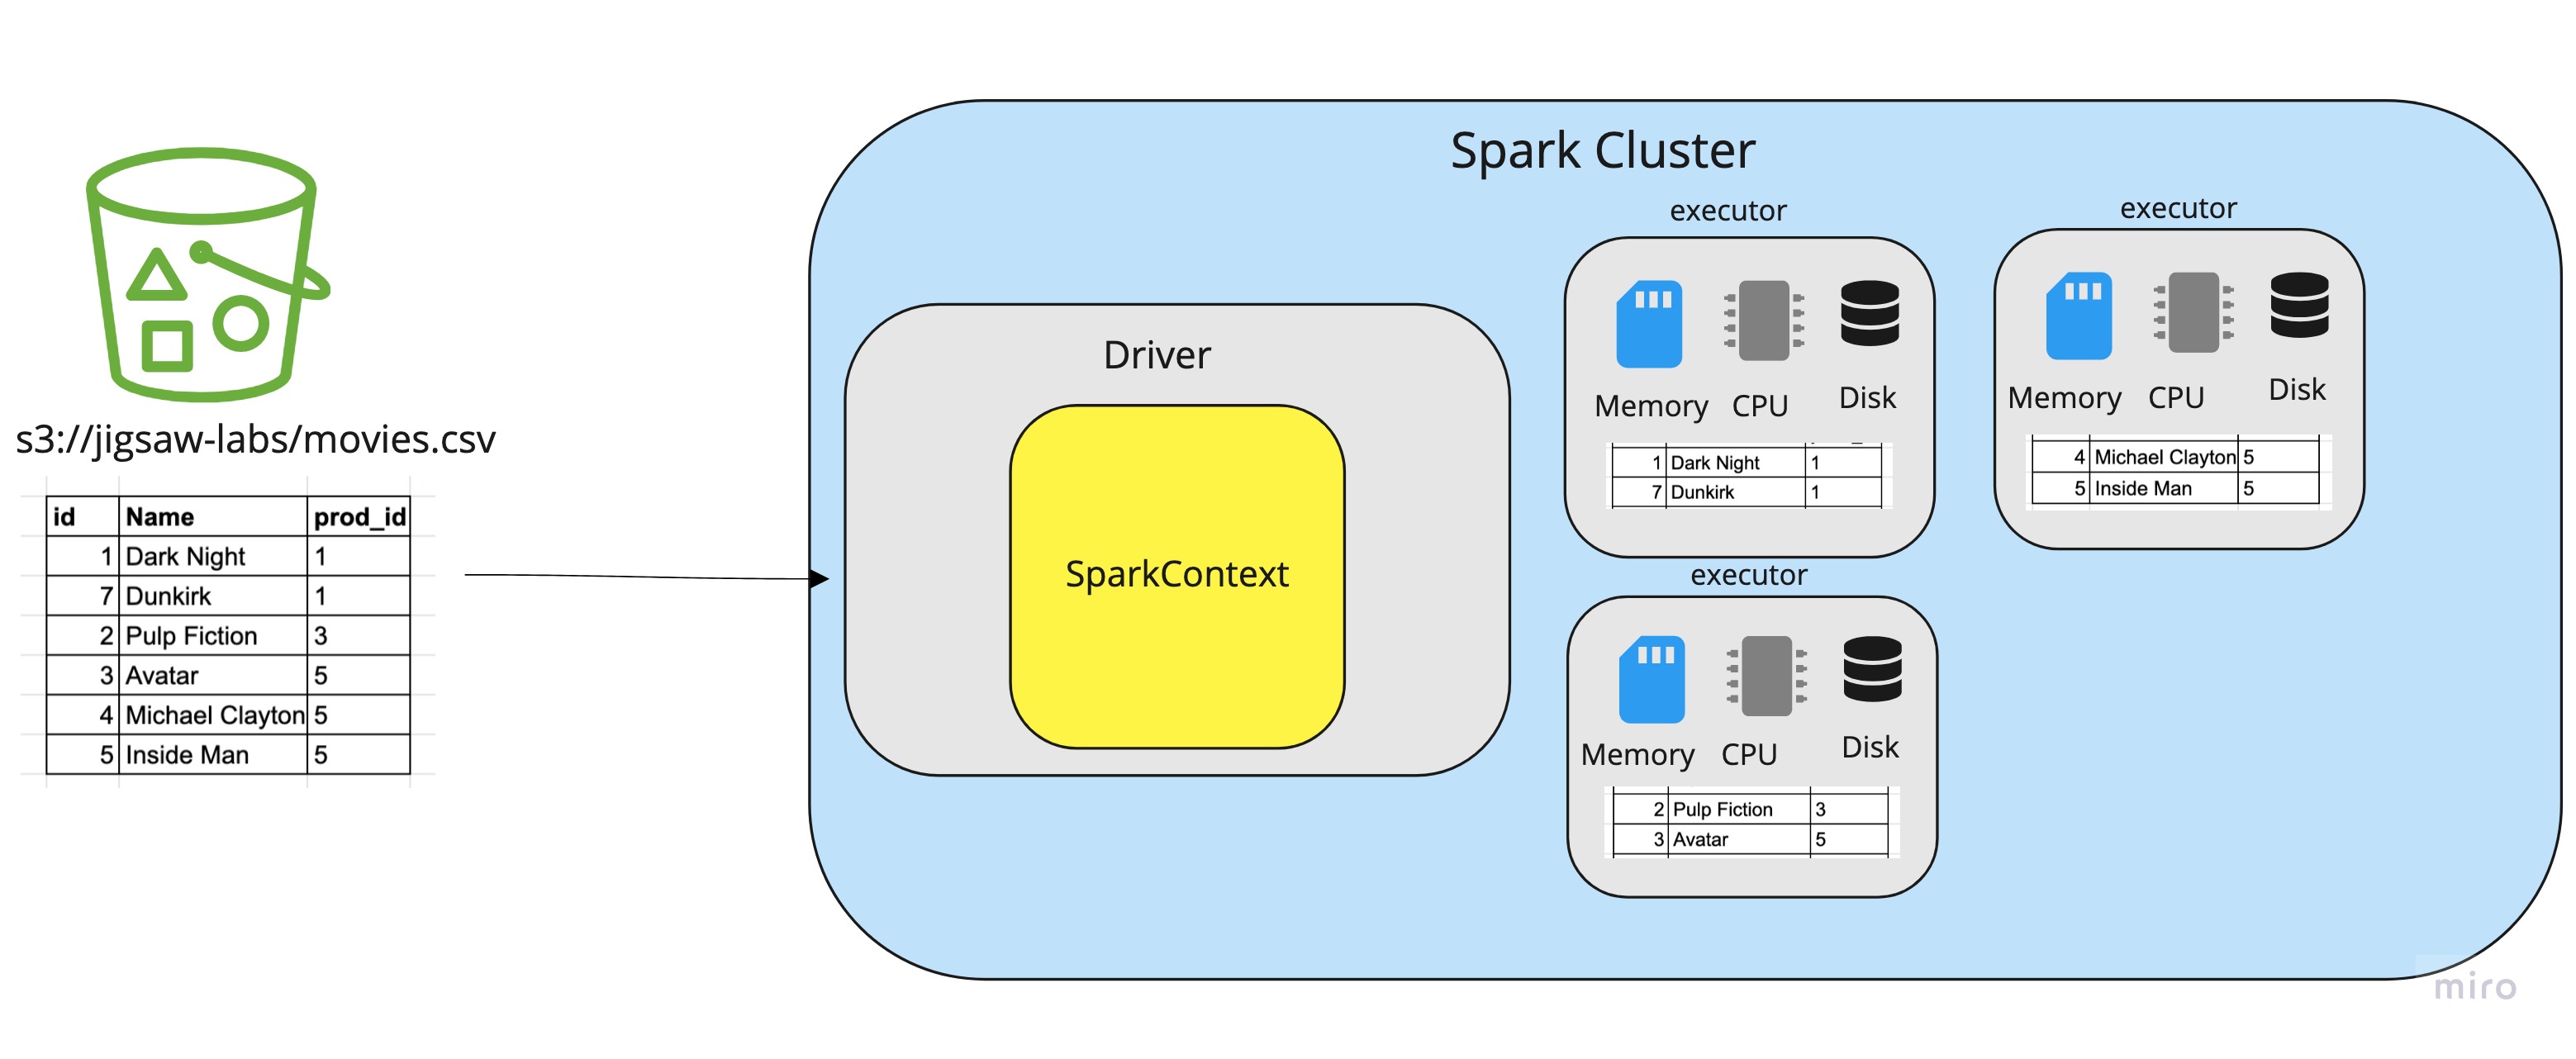 Spark Cluster
s3://jigsaw-labs/movies.csv
id Name prod_id
1 Dark Night 1
7 Dunkirk 1
2 Pulp Fiction 3
3 Avatar 5
4 Michael Clayton 5
5 Inside Man 5
Driver
SparkContext
executor
Memory CPU Disk
1 Dark Night 1
7 Dunkirk 1
executor
Memory CPU Disk
4 Michael Clayton 5
5 Inside Man 5
executor
Memory CPU Disk
2 Pulp Fiction 3
3 Avatar 5
miro